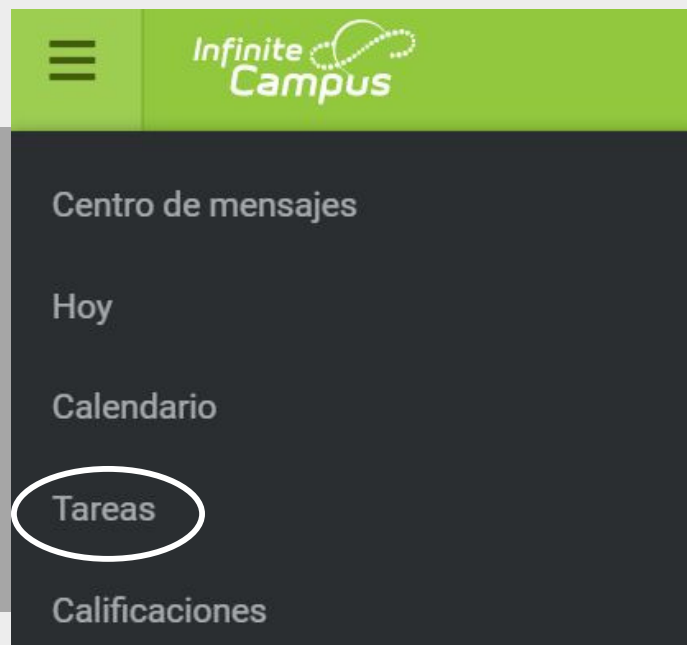 Infinite
Campus
Centro de mensajes
Hoy
Calendario
Tareas
Calificaciones